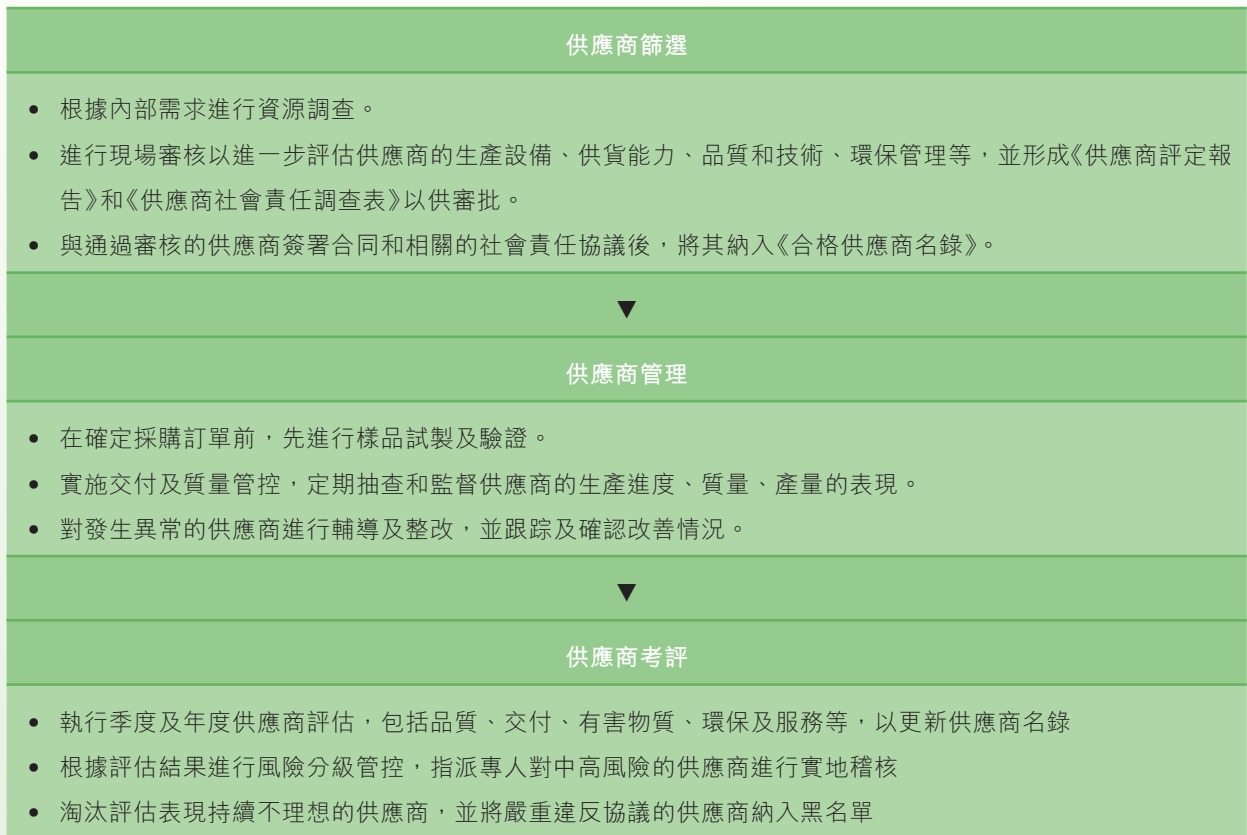 供應商篩選
• 根據內部需求進行資源調查。
• 進行現場審核以進一步評估供應商的生產設備、供貨能力、品質和技術、環保管理等，並形成《供應商評定報
告》和《供應商社會責任調查表》以供審批。
• 與通過審核的供應商簽署合同和相關的社會責任協議後，將其納入《合格供應商名錄》。
▼
供應商管理
• 在確定採購訂單前，先進行樣品試製及驗證。
• 實施交付及質量管控，定期抽查和監督供應商的生產進度、質量、產量的表現。
• 對發生異常的供應商進行輔導及整改，並跟踪及確認改善情況。
▼
供應商考評
• 執行季度及年度供應商評估，包括品質、交付、有害物質、環保及服務等，以更新供應商名錄
• 根據評估結果進行風險分級管控，指派專人對中高風險的供應商進行實地稽核
• 淘汰評估表現持續不理想的供應商，並將嚴重違反協議的供應商納入黑名單